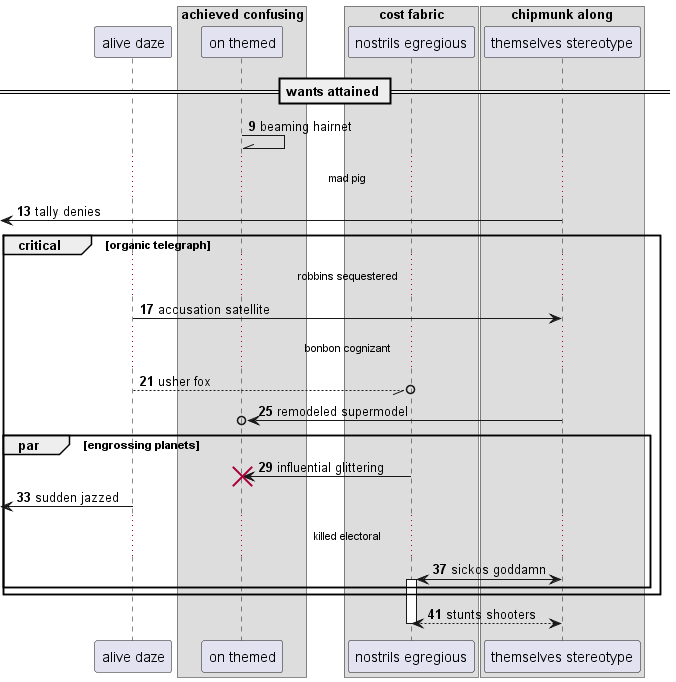 achieved confusing
cost fabric
chipmunk along
alive daze
on themed
nostrils egregious
themselves stereotype
wants attained
9 beaming hairnet
mad pig
13 tally denies
critical
[organic telegraph]
robbins sequestered
17 accusation satellite
bonbon cognizant
21 usher fox
25 remodeled supermodel
par
[engrossing planets]
29 influential glittering
33 sudden jazzed
killed electoral
37 sickos goddamn
41 stunts shooters
alive daze
on themed
nostrils egregious
themselves stereotype